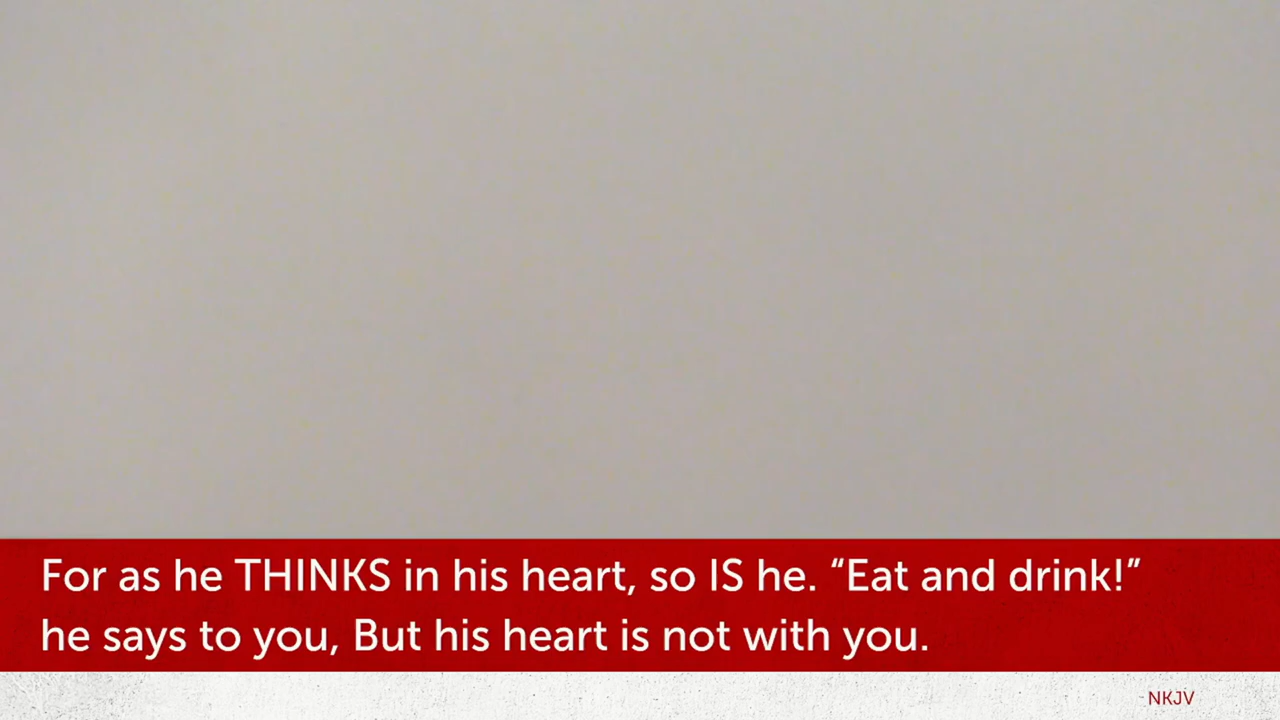 For as he THINKS in his heart, so IS he. “Eat and drink!”
he says to you, But his heart is not with you.
NKJV